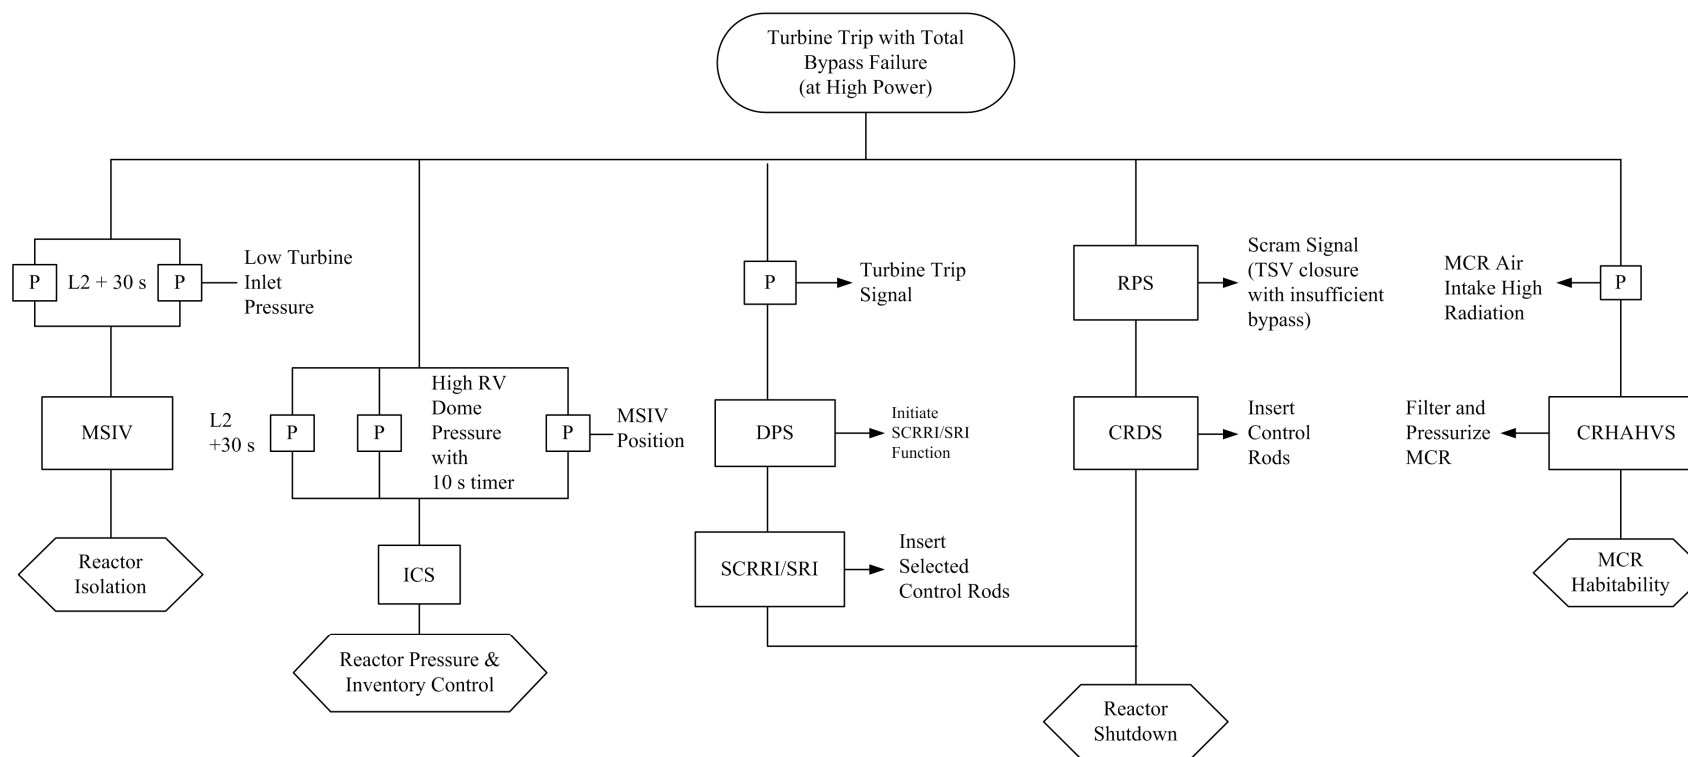 Turbine Trip with Total
Bypass Failure
(at High Power)
P
L2 + 30 s
P
Low Turbine
Inlet
Pressure
MSIV
Reactor
Isolation
L2
+30 s
P
P
High RV
Dome
Pressure
with
10 s timer
P
MSIV
Position
ICS
Reactor Pressure &
Inventory Control
P
Turbine Trip
Signal
DPS
Initiate
SCRRI/SRI
Function
SCRRI/SRI
Insert
Selected
Control Rods
RPS
Scram Signal
(TSV closure
with insufficient
bypass)
CRDS
Insert
Control
Rods
Reactor
Shutdown
MCR Air
Intake High
Radiation
P
Filter and
Pressurize
MCR
CRHAHVS
MCR
Habitability